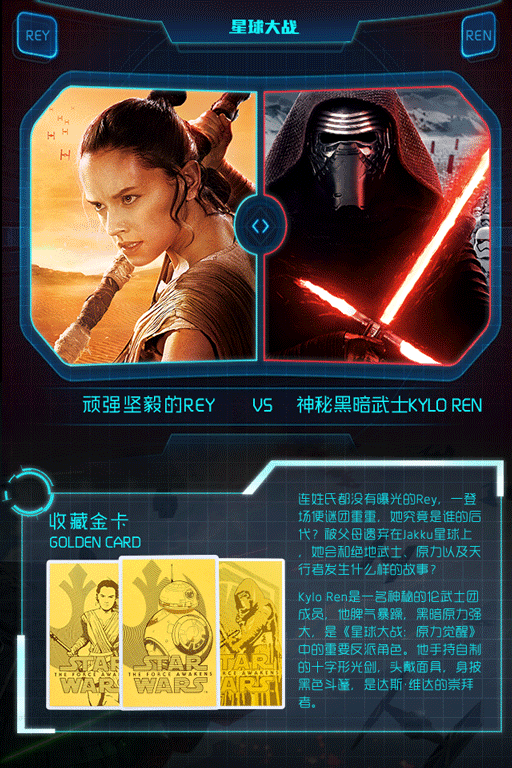 REY
星球大战
REN
顽强坚毅的REY
VS
神秘黑暗武士KYLO REN
收藏金卡
GOLDEN CARD
STAR
THE FORCE AWAKENS
WARS
STAR
THE FORCE AWAKENS
WARS
STAR
THE FORCE AWAKENS
WARS
连姓氏都没有曝光的Rey，一登
场便谜团重重，她究竟是谁的后
代？被父母遗弃在Jakku星球上
，她会和绝地武士、原力以及天
行者发生什么样的故事？
Kylo Ren是一名神秘的伦武士团
成员，他脾气暴躁，黑暗原力强
大，是《星球大战：原力觉醒》
中的重要反派角色。他手持自制
的十字形光剑，头戴面具，身披
黑色斗篷，是达斯·维达的崇拜
者。